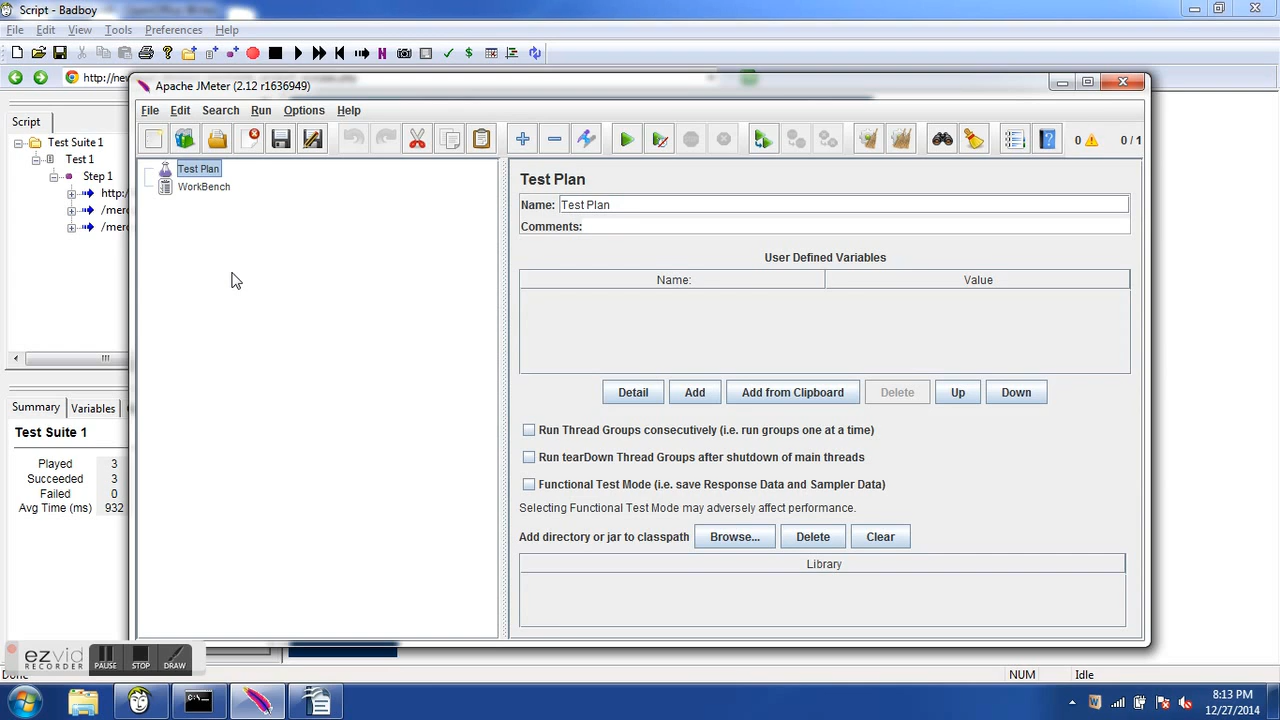 Script - Badboy
File Edit View Tools Preferences Help
N $
http://ne
Apache JMeter (2.12 r1636949)
File Edit Search Run Options Help
0 0 / 1
Script
Test Suite 1
Test 1
Step 1
http:/
/merc
/merc
Test Plan
WorkBench
Test Plan
Name: Test Plan
Comments:
User Defined Variables
Name: Value
Detail Add Add from Clipboard Delete Up Down
Run Thread Groups consecutively (i.e. run groups one at a time)
Run tearDown Thread Groups after shutdown of main threads
Functional Test Mode (i.e. save Response Data and Sampler Data)
Selecting Functional Test Mode may adversely affect performance.
Add directory or jar to classpath Browse... Delete Clear
Library
Summary Variables
Test Suite 1
Played 3
Succeeded 3
Failed 0
Avg Time (ms) 932
ezvid
RECORDER
PAUSE STOP DRAW
NUM Idle
8:13 PM
12/27/2014